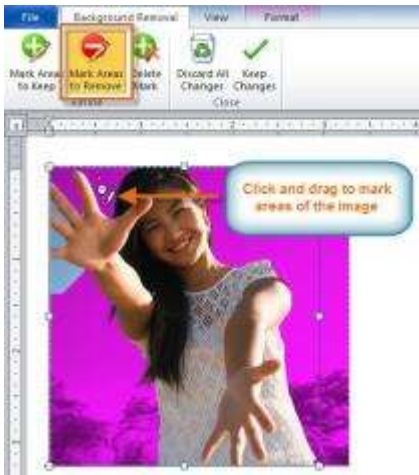 File Background Removal View Format
Mark Areas to Keep
Mark Areas to Remove
Delete Mark
Discard All Changes
Keep Changes
Refine
Close
Click and drag to mark
areas of the image